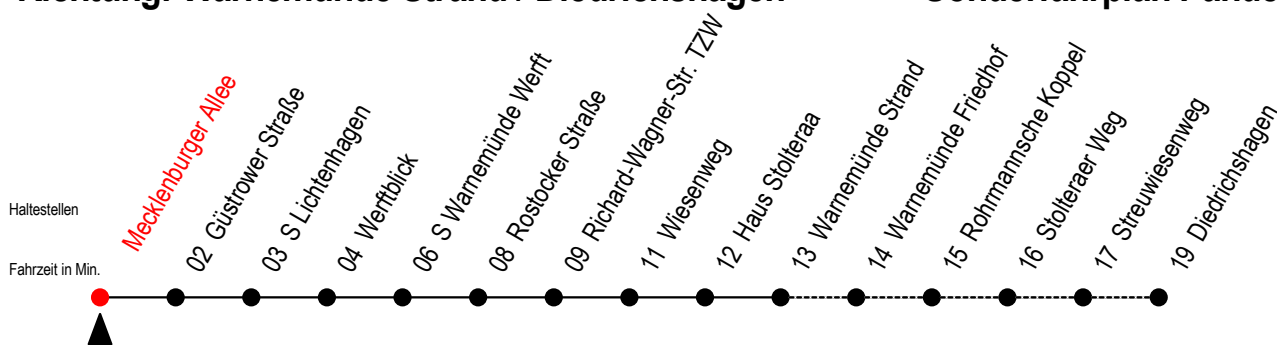 Richtung: Warnemünde Strand / Diedrichshagen
Sonderfahrplan Pande
Haltestellen
Fahrzeit in Min.
Mecklenburger Allee
02 Güstrower Straße
03 S Lichtenhagen
04 Werftblick
06 S Warnemünde Werft
08 Rostocker Straße
09 Richard-Wagner-Str. TZW
11 Wiesenweg
12 Haus Stolteraa
13 Warnemünde Strand
14 Warnemünde Friedhof
15 Rohrmannsche Koppel
16 Stolteraer Weg
17 Streuwiesenweg
19 Diedrichshagen